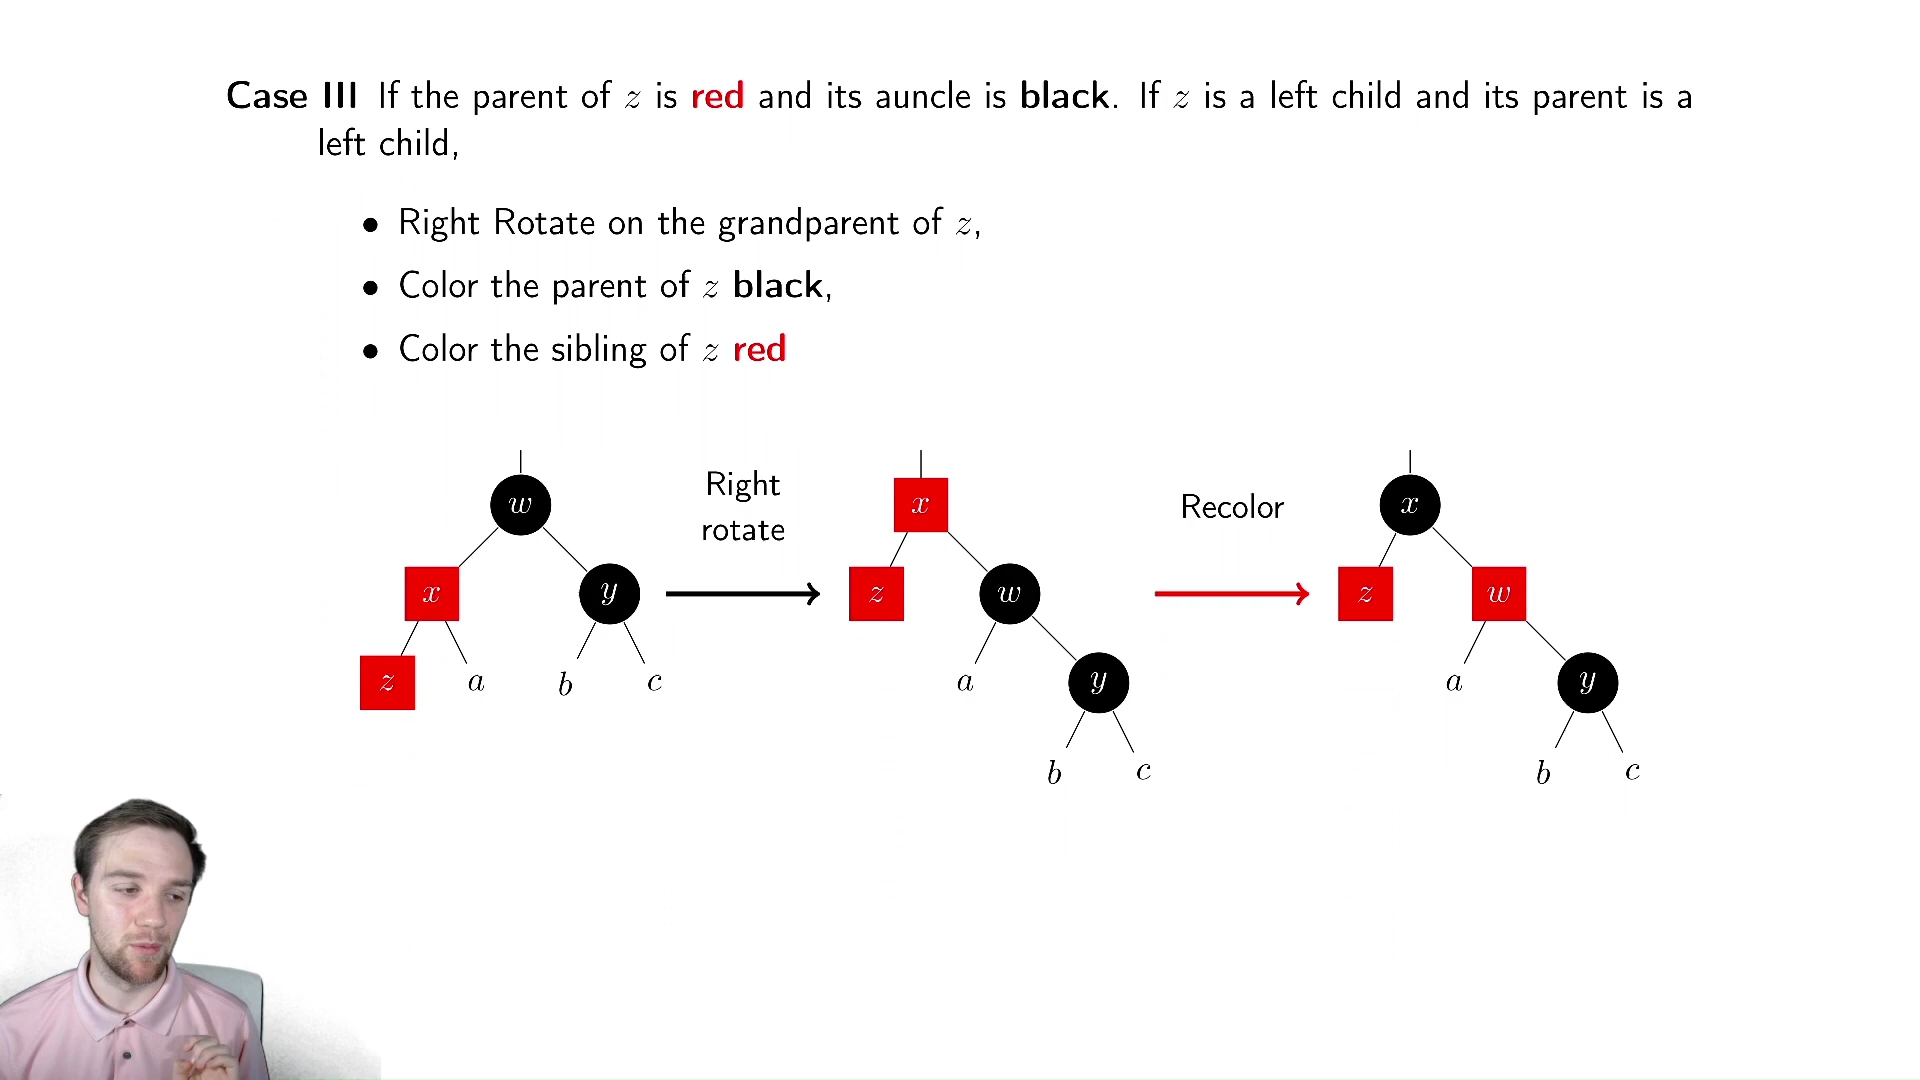 Case III If the parent of z is red and its auncle is black. If z is a left child and its parent is a
left child,
• Right Rotate on the grandparent of z,
• Color the parent of z black,
• Color the sibling of z red
w
x
y
z
a
b
c
Right
rotate
x
z
w
a
y
b
c
Recolor
x
z
w
a
y
b
c